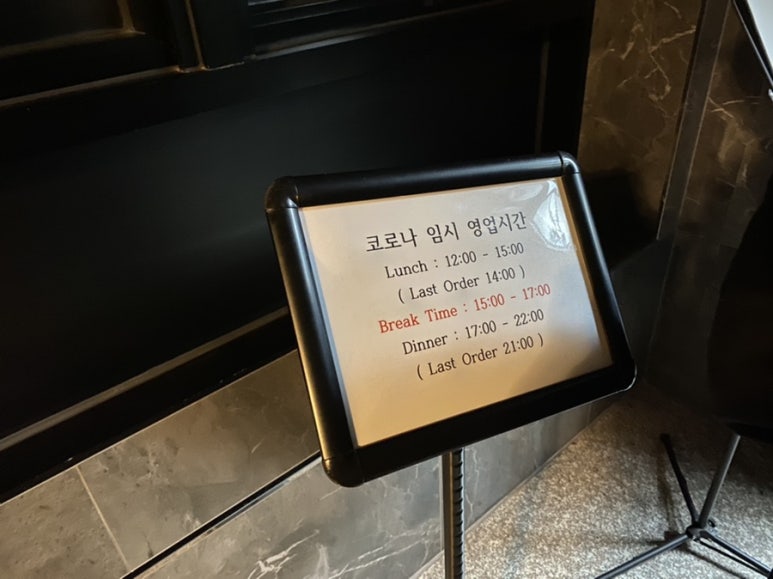 코로나 임시 영업시간
Lunch : 12:00 - 15:00
( Last Order 14:00 )
Break Time : 15:00 - 17:00
Dinner : 17:00 - 22:00
( Last Order 21:00 )